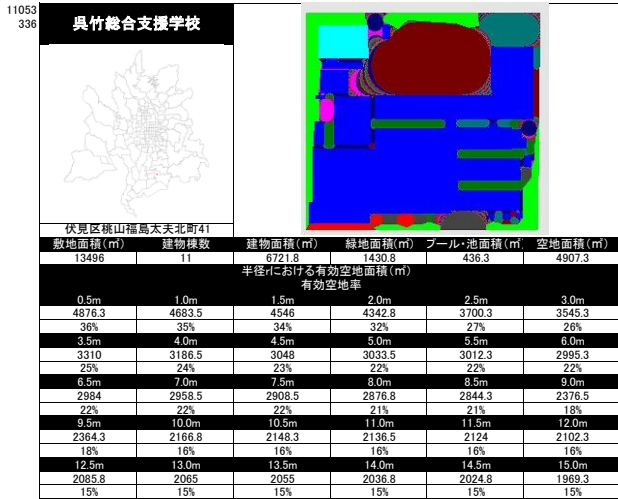 11053
336
呉竹総合支援学校
伏見区桃山福島太夫北町41
敷地面積(㎡) 建物棟数 建物面積(㎡) 緑地面積(㎡) プール・池面積(㎡) 空地面積(㎡)
13496 11 6721.8 1430.8 436.3 4907.3
半径rにおける有効空地面積(㎡)
有効空地率
0.5m 1.0m 1.5m 2.0m 2.5m 3.0m
4876.3 4683.5 4546 4342.8 3700.3 3545.3
36% 35% 34% 32% 27% 26%
3.5m 4.0m 4.5m 5.0m 5.5m 6.0m
3310 3186.5 3048 3033.5 3012.3 2995.3
25% 24% 23% 22% 22% 22%
6.5m 7.0m 7.5m 8.0m 8.5m 9.0m
2984 2958.5 2908.5 2876.8 2844.3 2376.5
22% 22% 22% 21% 21% 18%
9.5m 10.0m 10.5m 11.0m 11.5m 12.0m
2364.3 2166.8 2148.3 2136.5 2124 2102.3
18% 16% 16% 16% 16% 16%
12.5m 13.0m 13.5m 14.0m 14.5m 15.0m
2085.8 2065 2055 2036.8 2024.8 1969.3
15% 15% 15% 15% 15% 15%